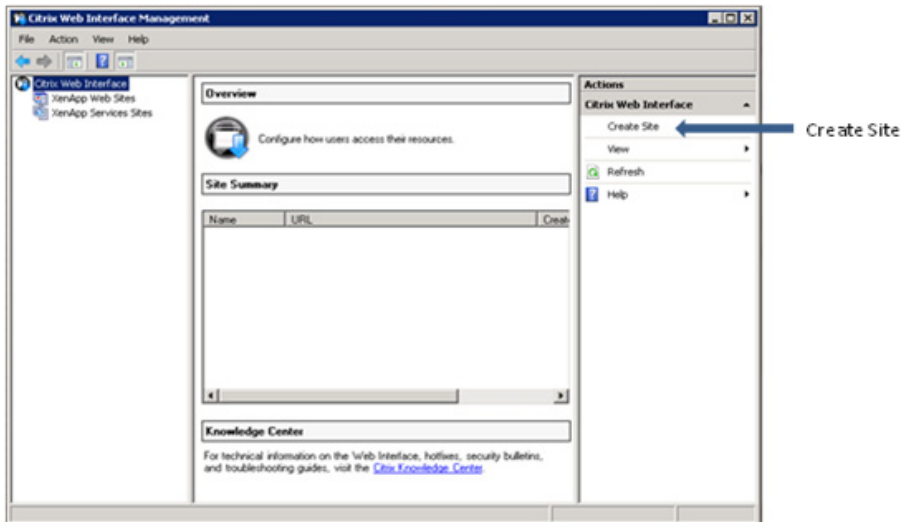 Citrix Web Interface Management
File Action View Help
Citrix Web Interface
XenApp Web Sites
XenApp Services Sites
Overview
Configure how users access their resources.
Site Summary
Name URL Creat
Knowledge Center
For technical information on the Web Interface, hotfixes, security bulletins,
and troubleshooting guides, visit the Citrix Knowledge Center.
Actions
Citrix Web Interface
Create Site
View
Refresh
Help
Create Site